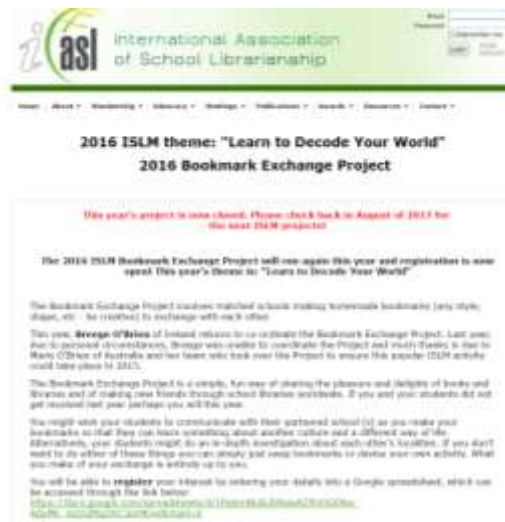 iasl International Association
of School Librarianship
Home About Membership Advocacy Meetings Publications Awards Resources Contact
2016 ISLM theme: "Learn to Decode Your World"
2016 Bookmark Exchange Project
This year's project is now closed. Please check back in August of 2017 for
the next ISLM projects!
The 2016 ISLM Bookmark Exchange Project will run again this year and registration is now
open! This year's theme is: "Learn to Decode Your World"
The Bookmark Exchange Project involves matched schools making homemade bookmarks (any style,
shape, etc - be creative) to exchange with each other.
This year, Breege O'Brien of Ireland returns to co-ordinate the Bookmark Exchange Project. Last year,
due to personal circumstances, Breege was unable to coordinate the Project and much thanks is due to
O'Brien of Australia and her team who took over the Project to ensure this popular ISLM activity
could take place in 2015.
The Bookmark Exchange Project is a simple, fun way of sharing the pleasure and delights of books and
libraries and of making new friends through school libraries worldwide. If you and your students did not
get involved last year perhaps you will this year.
You might wish your students to communicate with their partnered school (s) as you make your
bookmarks so that they can learn something about another culture and a different way of life.
Alternatively, your students might do an in-depth investigation about each other's localities. If you don't
want to do either of these things you can simply just swap bookmarks or devise your own activity. What
you make of your exchange is entirely up to you.
You will be able to register your interest by entering your details into a Google spreadsheet, which can
be accessed through the link below: